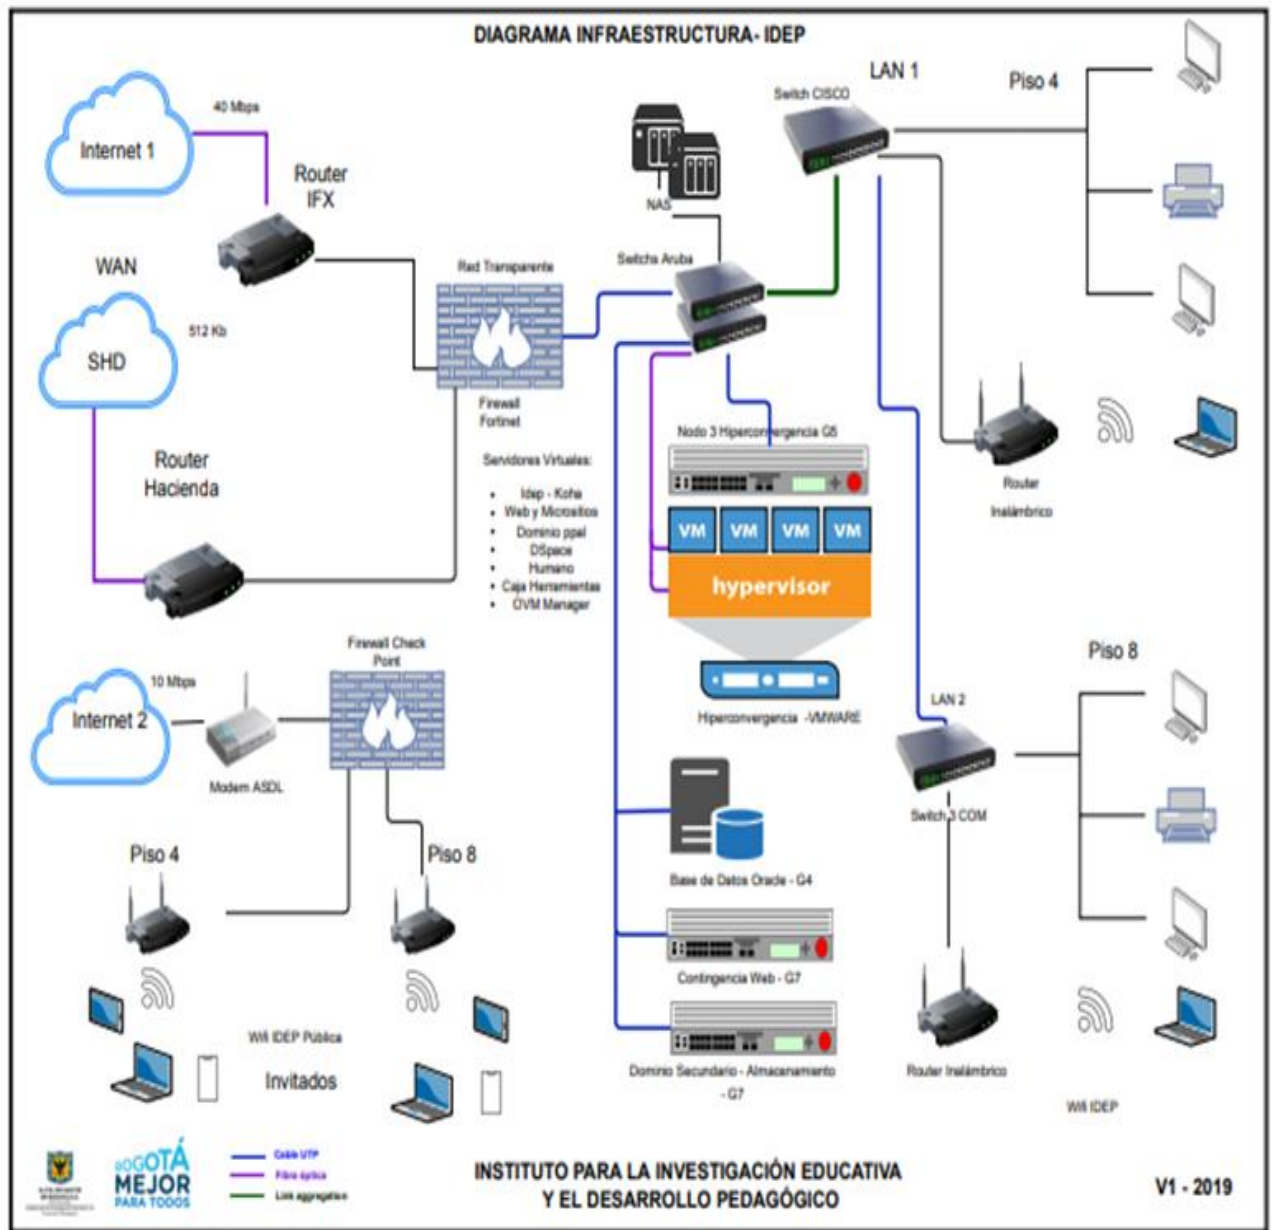 DIAGRAMA INFRAESTRUCTURA- IDEP
LAN 1
Switch CISCO
Piso 4
40 Mbps
Internet 1
Router
IFX
NAS
WAN
Red Transparente
Switchs Aruba
512 Kb
SHD
Firewall
Fortinet
Nodo 3 Hiperconvergencia G5
Router
Hacienda
Servidores Virtuales:
• Idep - Koha
• Web y Micrositios
• Dominio ppal
• DSpace
• Humano
• Caja Herramientas
• OVM Manager
VM VM VM VM
hypervisor
Router
Inalámbrico
Firewall Check
Point
Piso 8
10 Mbps
Internet 2
LAN 2
Hiperconvergencia -VMWARE
Modem ASDL
Switch 3 COM
Piso 4
Piso 8
Base de Datos Oracle - G4
Contingencia Web - G7
Wifi IDEP Pública
Invitados
Dominio Secundario - Almacenamiento
- G7
Router Inalámbrico
Wifi IDEP
BOGOTÁ
MEJOR
PARA TODOS
Cable UTP
Fibra óptica
Link aggregation
INSTITUTO PARA LA INVESTIGACIÓN EDUCATIVA
Y EL DESARROLLO PEDAGÓGICO
V1 - 2019